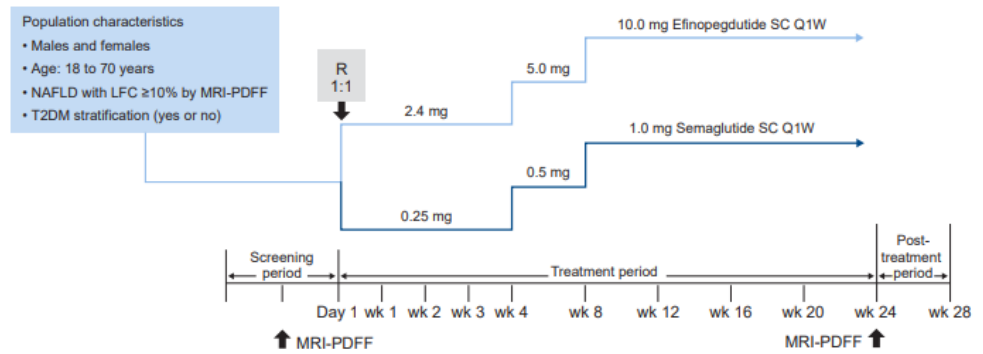 Population characteristics
• Males and females
• Age: 18 to 70 years
• NAFLD with LFC ≥10% by MRI-PDFF
• T2DM stratification (yes or no)
R
1:1
10.0 mg Efinopegdutide SC Q1W
5.0 mg
2.4 mg
1.0 mg Semaglutide SC Q1W
0.5 mg
0.25 mg
Screening
period
Treatment period
Post-
treatment
period
Day 1 wk 1 wk 2 wk 3 wk 4 wk 8 wk 12 wk 16 wk 20 wk 24 wk 28
MRI-PDFF MRI-PDFF